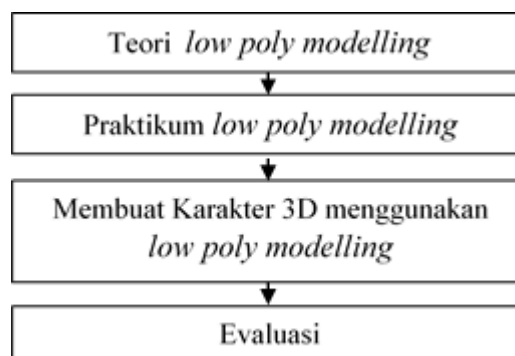 Teori low poly modelling
Praktikum low poly modelling
Membuat Karakter 3D menggunakan
low poly modelling
Evaluasi